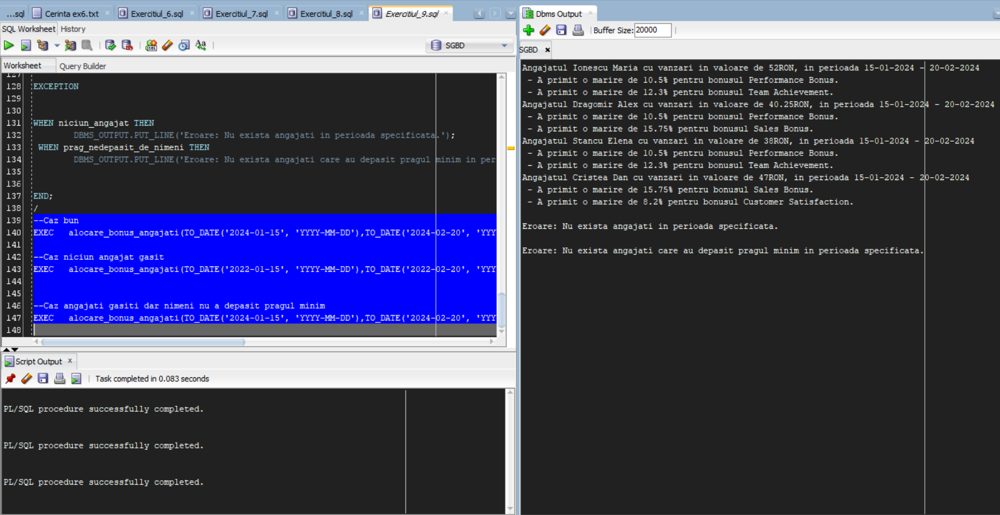 ...sql Cerinta ex6.txt Exercitiul_6.sql Exercitiul_7.sql Exercitiul_8.sql Exercitiul_9.sql
SQL Worksheet History
SGBD
Worksheet Query Builder
127
128 EXCEPTION
129
130
131 WHEN niciun_angajat THEN
132 DBMS_OUTPUT.PUT_LINE('Eroare: Nu exista angajati in perioada specificata.');
133 WHEN prag_nedepasit_de_nimeni THEN
134 DBMS_OUTPUT.PUT_LINE('Eroare: Nu exista angajati care au depasit pragul minim in per
135
136
137 END;
138 /
139 --Caz bun
140 EXEC alocare_bonus_angajati(TO_DATE('2024-01-15', 'YYYY-MM-DD'),TO_DATE('2024-02-20', 'YYY
141
142 --Caz niciun angajat gasit
143 EXEC alocare_bonus_angajati(TO_DATE('2022-01-15', 'YYYY-MM-DD'),TO_DATE('2022-02-20', 'YYY
144
145
146 --Caz angajati gasiti dar nimeni nu a depasit pragul minim
147 EXEC alocare_bonus_angajati(TO_DATE('2024-01-15', 'YYYY-MM-DD'),TO_DATE('2024-02-20', 'YYY
148
Script Output x
Task completed in 0.083 seconds
PL/SQL procedure successfully completed.
PL/SQL procedure successfully completed.
PL/SQL procedure successfully completed.
Dbms Output
Buffer Size: 20000
SGBD x
Angajatul Ionescu Maria cu vanzari in valoare de 52RON, in perioada 15-01-2024 - 20-02-2024
- A primit o marire de 10.5% pentru bonusul Performance Bonus.
- A primit o marire de 12.3% pentru bonusul Team Achievement.
Angajatul Dragomir Alex cu vanzari in valoare de 40.25RON, in perioada 15-01-2024 - 20-02-2024
- A primit o marire de 10.5% pentru bonusul Performance Bonus.
- A primit o marire de 15.75% pentru bonusul Sales Bonus.
Angajatul Stancu Elena cu vanzari in valoare de 38RON, in perioada 15-01-2024 - 20-02-2024
- A primit o marire de 10.5% pentru bonusul Performance Bonus.
- A primit o marire de 12.3% pentru bonusul Team Achievement.
Angajatul Cristea Dan cu vanzari in valoare de 47RON, in perioada 15-01-2024 - 20-02-2024
- A primit o marire de 15.75% pentru bonusul Sales Bonus.
- A primit o marire de 8.2% pentru bonusul Customer Satisfaction.
Eroare: Nu exista angajati in perioada specificata.
Eroare: Nu exista angajati care au depasit pragul minim in perioada specificata.